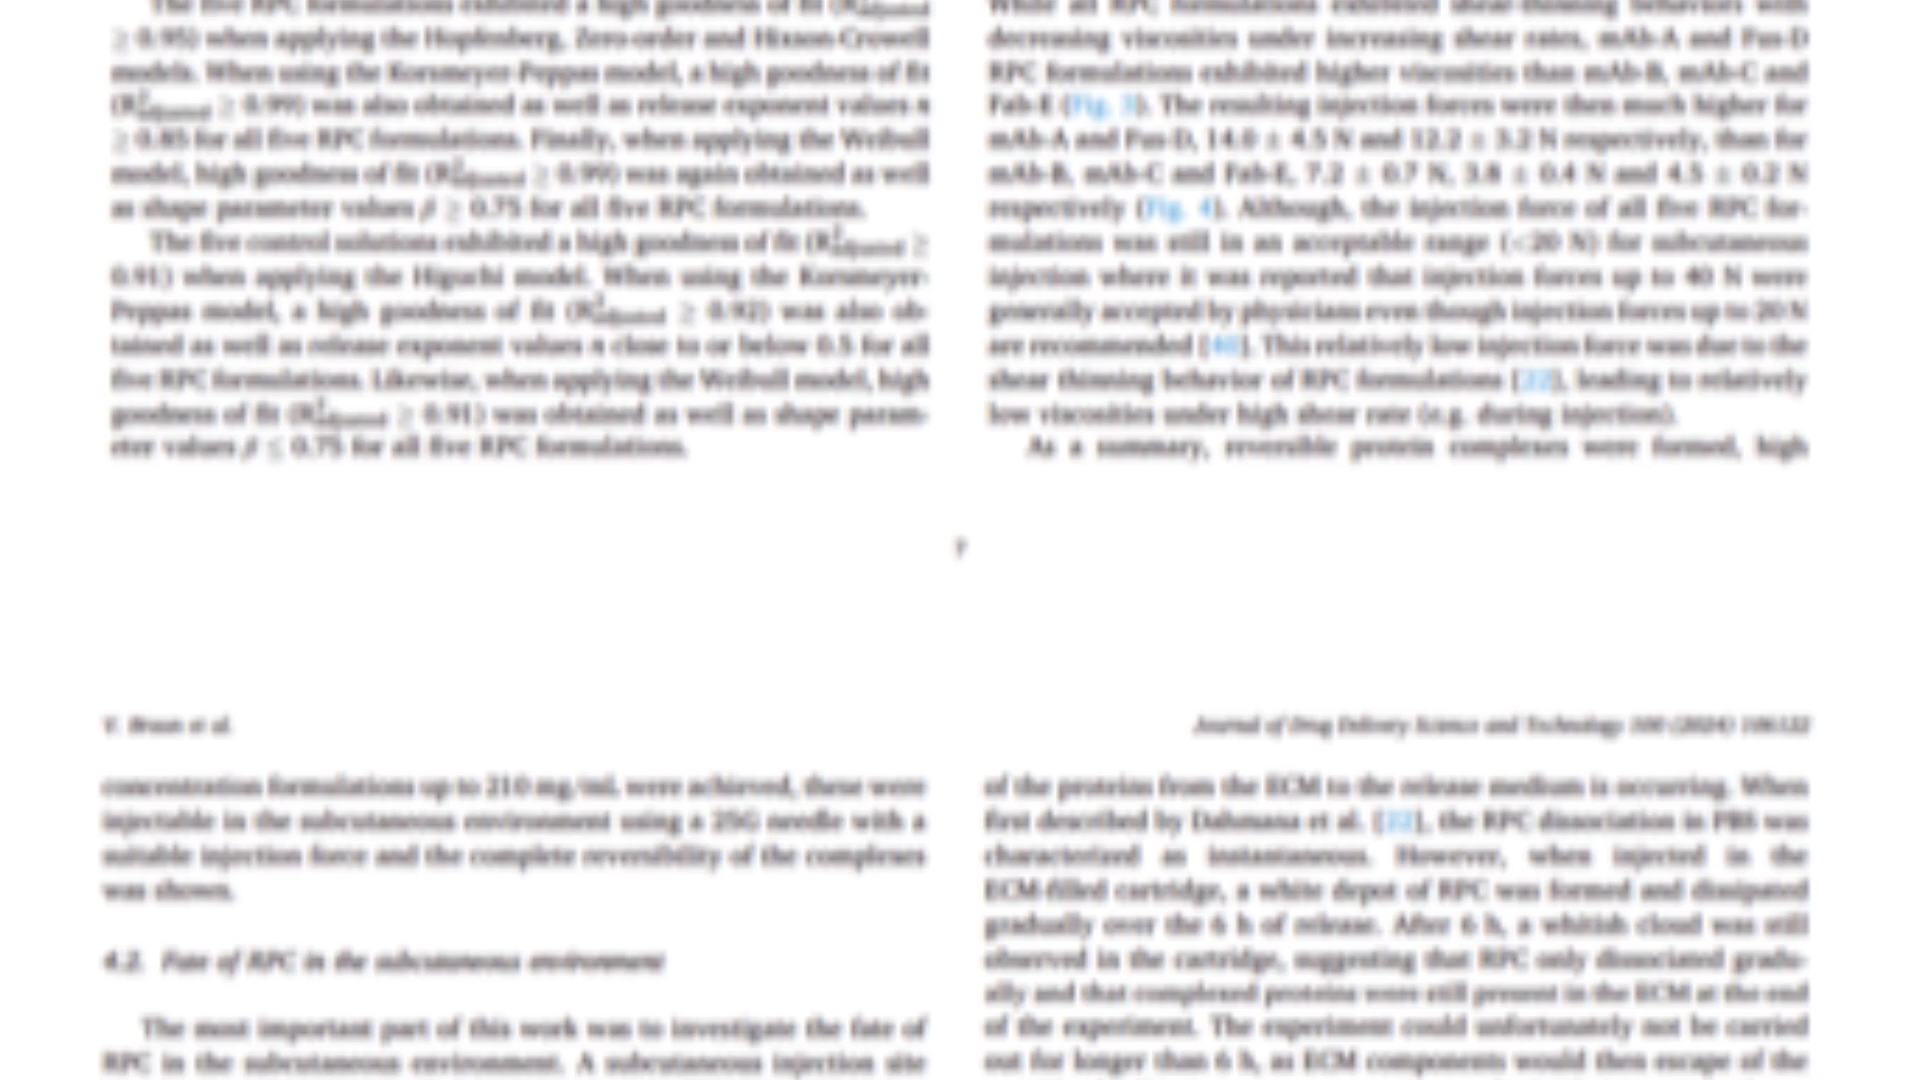 The five RPC formulations exhibited a high goodness of fit (R²adjusted
≥ 0.95) when applying the Hopfenberg, Zero-order and Hixson-Crowell
models. When using the Korsmeyer-Peppas model, a high goodness of fit
(R²adjusted ≥ 0.99) was also obtained as well as release exponent values n
≥ 0.85 for all five RPC formulations. Finally, when applying the Weibull
model, high goodness of fit (R²adjusted ≥ 0.99) was again obtained as well
as shape parameter values β ≥ 0.75 for all five RPC formulations.
The five control solutions exhibited a high goodness of fit (R²adjusted ≥
0.91) when applying the Higuchi model. When using the Korsmeyer-
Peppas model, a high goodness of fit (R²adjusted ≥ 0.92) was also ob-
tained as well as release exponent values n close to or below 0.5 for all
five RPC formulations. Likewise, when applying the Weibull model, high
goodness of fit (R²adjusted ≥ 0.91) was obtained as well as shape param-
eter values β ≤ 0.75 for all five RPC formulations.
While all RPC formulations exhibited shear-thinning behaviors with
decreasing viscosities under increasing shear rates, mAb-A and Fus-D
RPC formulations exhibited higher viscosities than mAb-B, mAb-C and
Fab-E (Fig. 3). The resulting injection forces were then much higher for
mAb-A and Fus-D, 14.0 ± 4.5 N and 12.2 ± 3.2 N respectively, than for
mAb-B, mAb-C and Fab-E, 7.2 ± 0.7 N, 3.8 ± 0.4 N and 4.5 ± 0.2 N
respectively (Fig. 4). Although, the injection force of all five RPC for-
mulations was still in an acceptable range (<20 N) for subcutaneous
injection where it was reported that injection forces up to 40 N were
generally accepted by physicians even though injection forces up to 20 N
are recommended [40]. This relatively low injection force was due to the
shear thinning behavior of RPC formulations [22], leading to relatively
low viscosities under high shear rate (e.g. during injection).
As a summary, reversible protein complexes were formed, high
7
V. Braun et al.
Journal of Drug Delivery Science and Technology 100 (2024) 106132
concentration formulations up to 210 mg/mL were achieved, these were
injectable in the subcutaneous environment using a 25G needle with a
suitable injection force and the complete reversibility of the complexes
was shown.
4.2. Fate of RPC in the subcutaneous environment
The most important part of this work was to investigate the fate of
RPC in the subcutaneous environment. A subcutaneous injection site
of the proteins from the ECM to the release medium is occurring. When
first described by Dahmana et al. [22], the RPC dissociation in PBS was
characterized as instantaneous. However, when injected in the
ECM-filled cartridge, a white depot of RPC was formed and dissipated
gradually over the 6 h of release. After 6 h, a whitish cloud was still
observed in the cartridge, suggesting that RPC only dissociated gradu-
ally and that complexed proteins were still present in the ECM at the end
of the experiment. The experiment could unfortunately not be carried
out for longer than 6 h, as ECM components would then escape of the